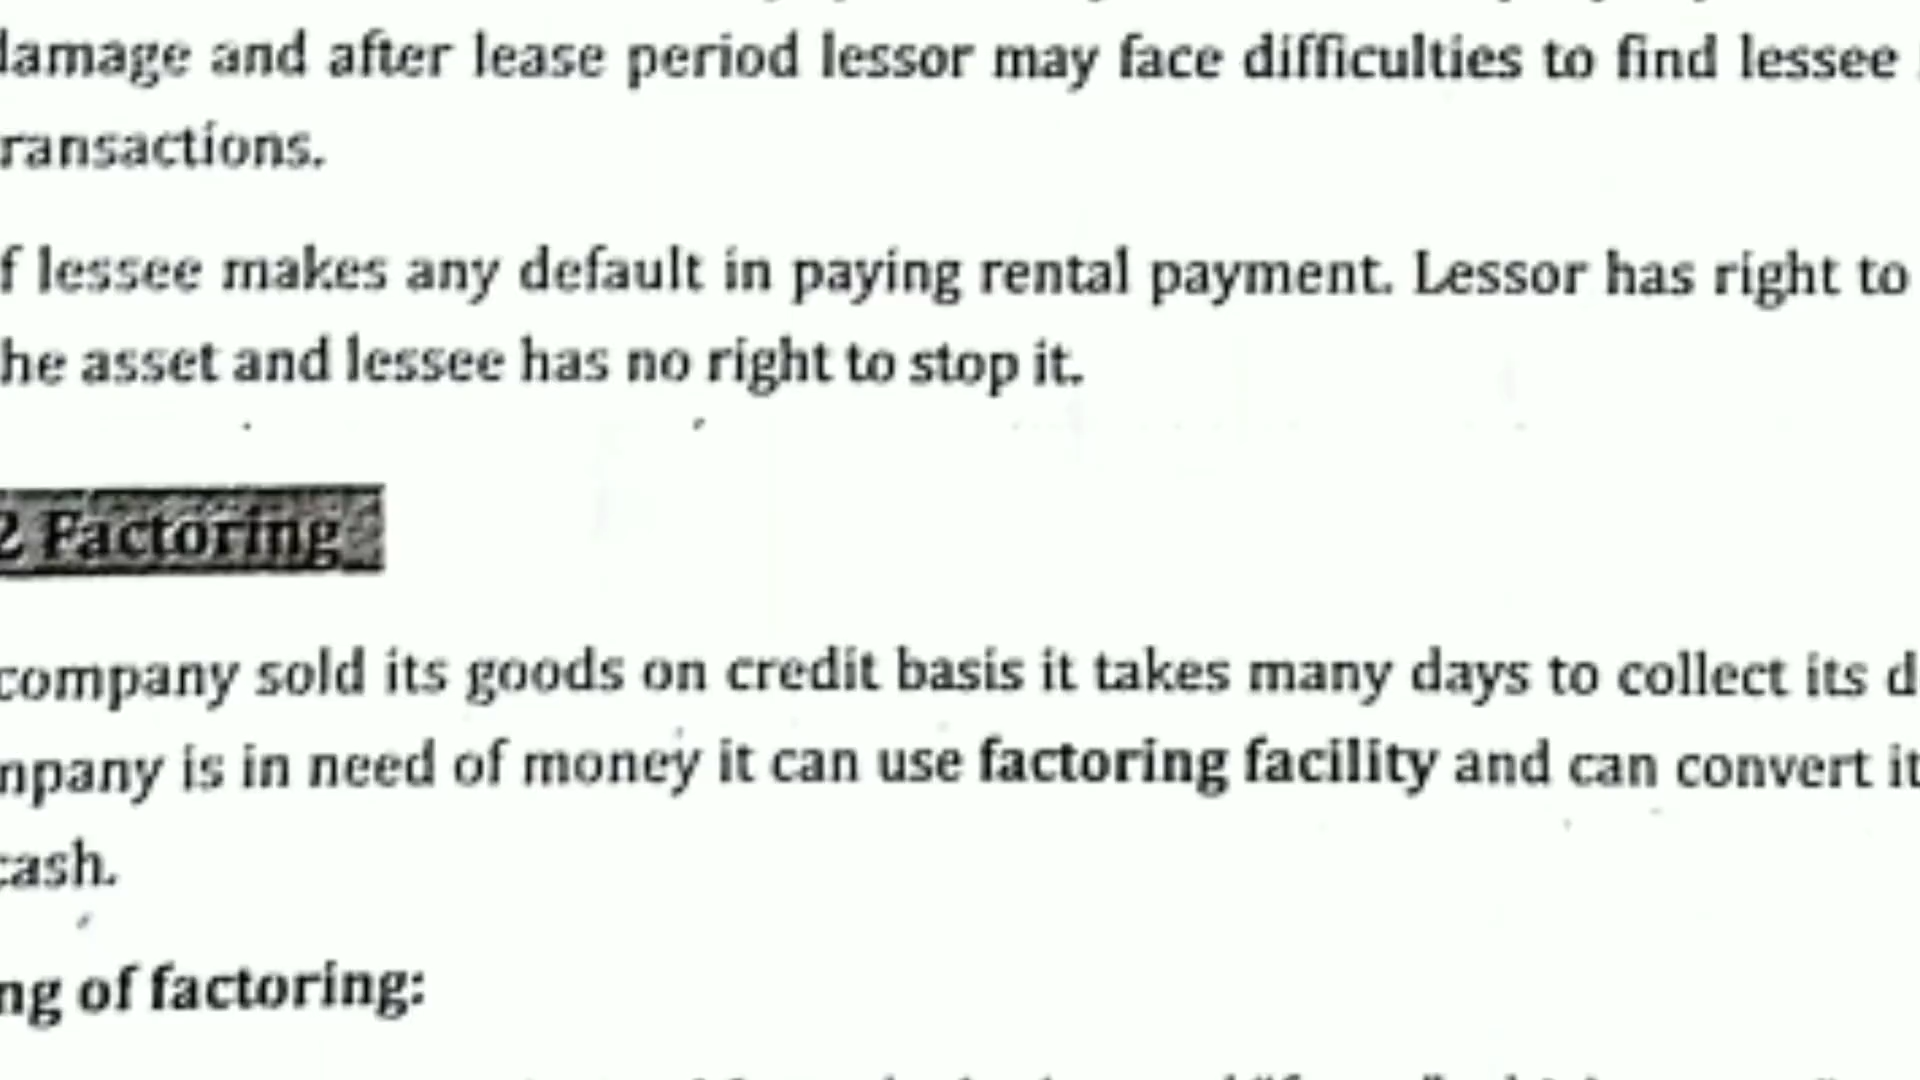 damage and after lease period lessor may face difficulties to find lessee
ransactions.
f lessee makes any default in paying rental payment. Lessor has right to
he asset and lessee has no right to stop it.
2 Factoring
company sold its goods on credit basis it takes many days to collect its d
mpany is in need of money it can use factoring facility and can convert it
cash.
ng of factoring: